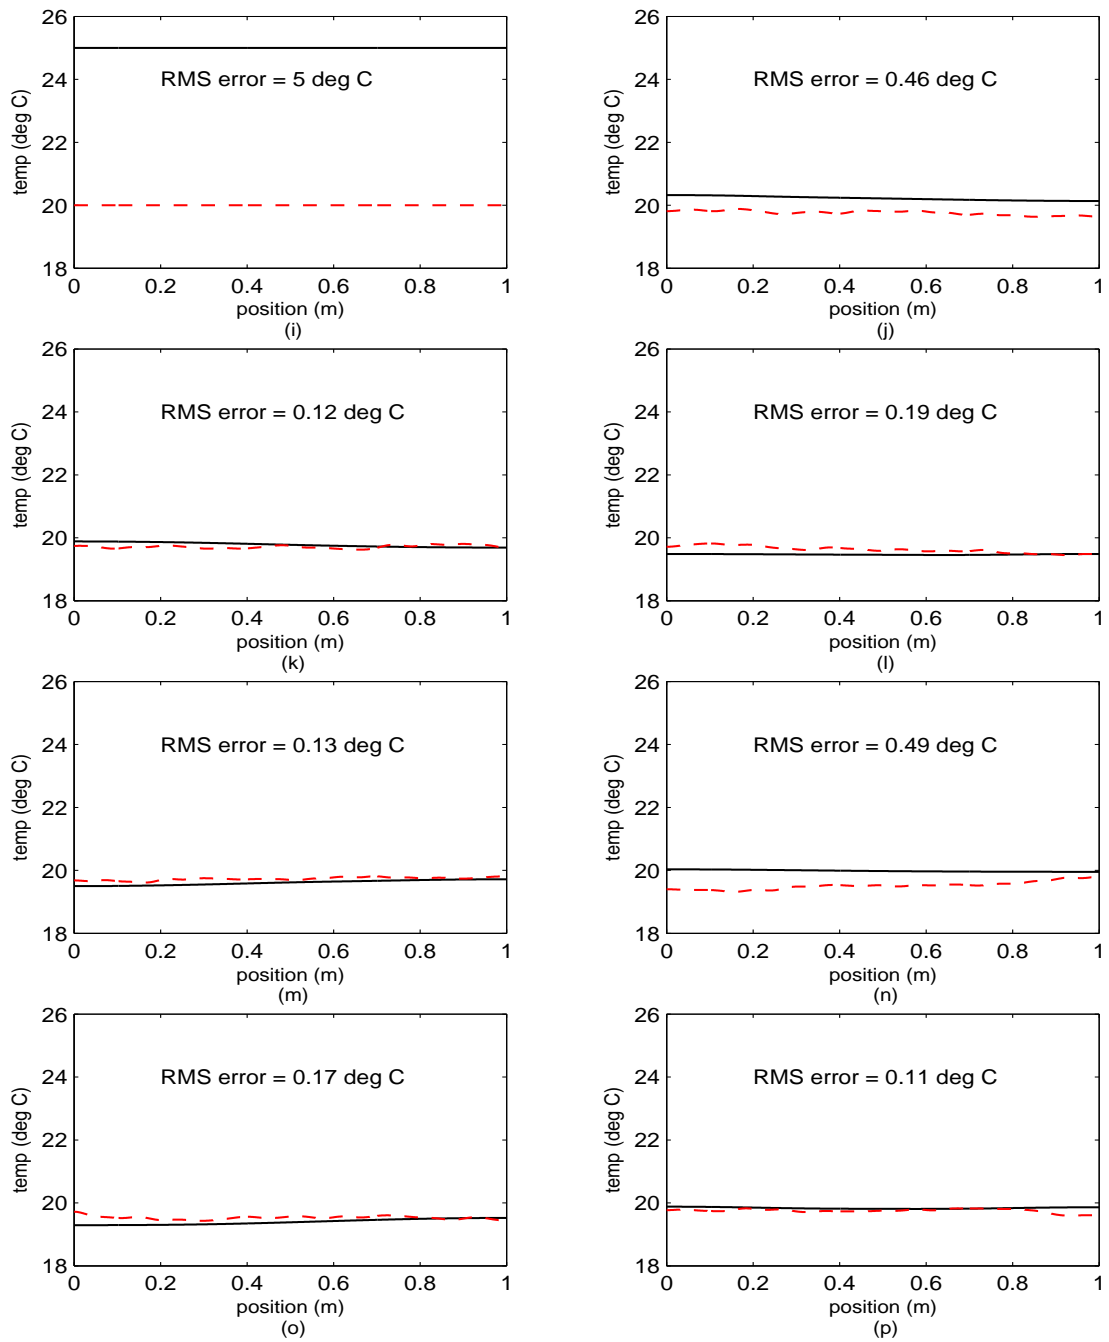 26
24
22
20
18
temp (deg C)
RMS error = 5 deg C
0 0.2 0.4 0.6 0.8 1
position (m)
(i)
26
24
22
20
18
temp (deg C)
RMS error = 0.46 deg C
0 0.2 0.4 0.6 0.8 1
position (m)
(j)
26
24
22
20
18
temp (deg C)
RMS error = 0.12 deg C
0 0.2 0.4 0.6 0.8 1
position (m)
(k)
26
24
22
20
18
temp (deg C)
RMS error = 0.19 deg C
0 0.2 0.4 0.6 0.8 1
position (m)
(l)
26
24
22
20
18
temp (deg C)
RMS error = 0.13 deg C
0 0.2 0.4 0.6 0.8 1
position (m)
(m)
26
24
22
20
18
temp (deg C)
RMS error = 0.49 deg C
0 0.2 0.4 0.6 0.8 1
position (m)
(n)
26
24
22
20
18
temp (deg C)
RMS error = 0.17 deg C
0 0.2 0.4 0.6 0.8 1
position (m)
(o)
26
24
22
20
18
temp (deg C)
RMS error = 0.11 deg C
0 0.2 0.4 0.6 0.8 1
position (m)
(p)